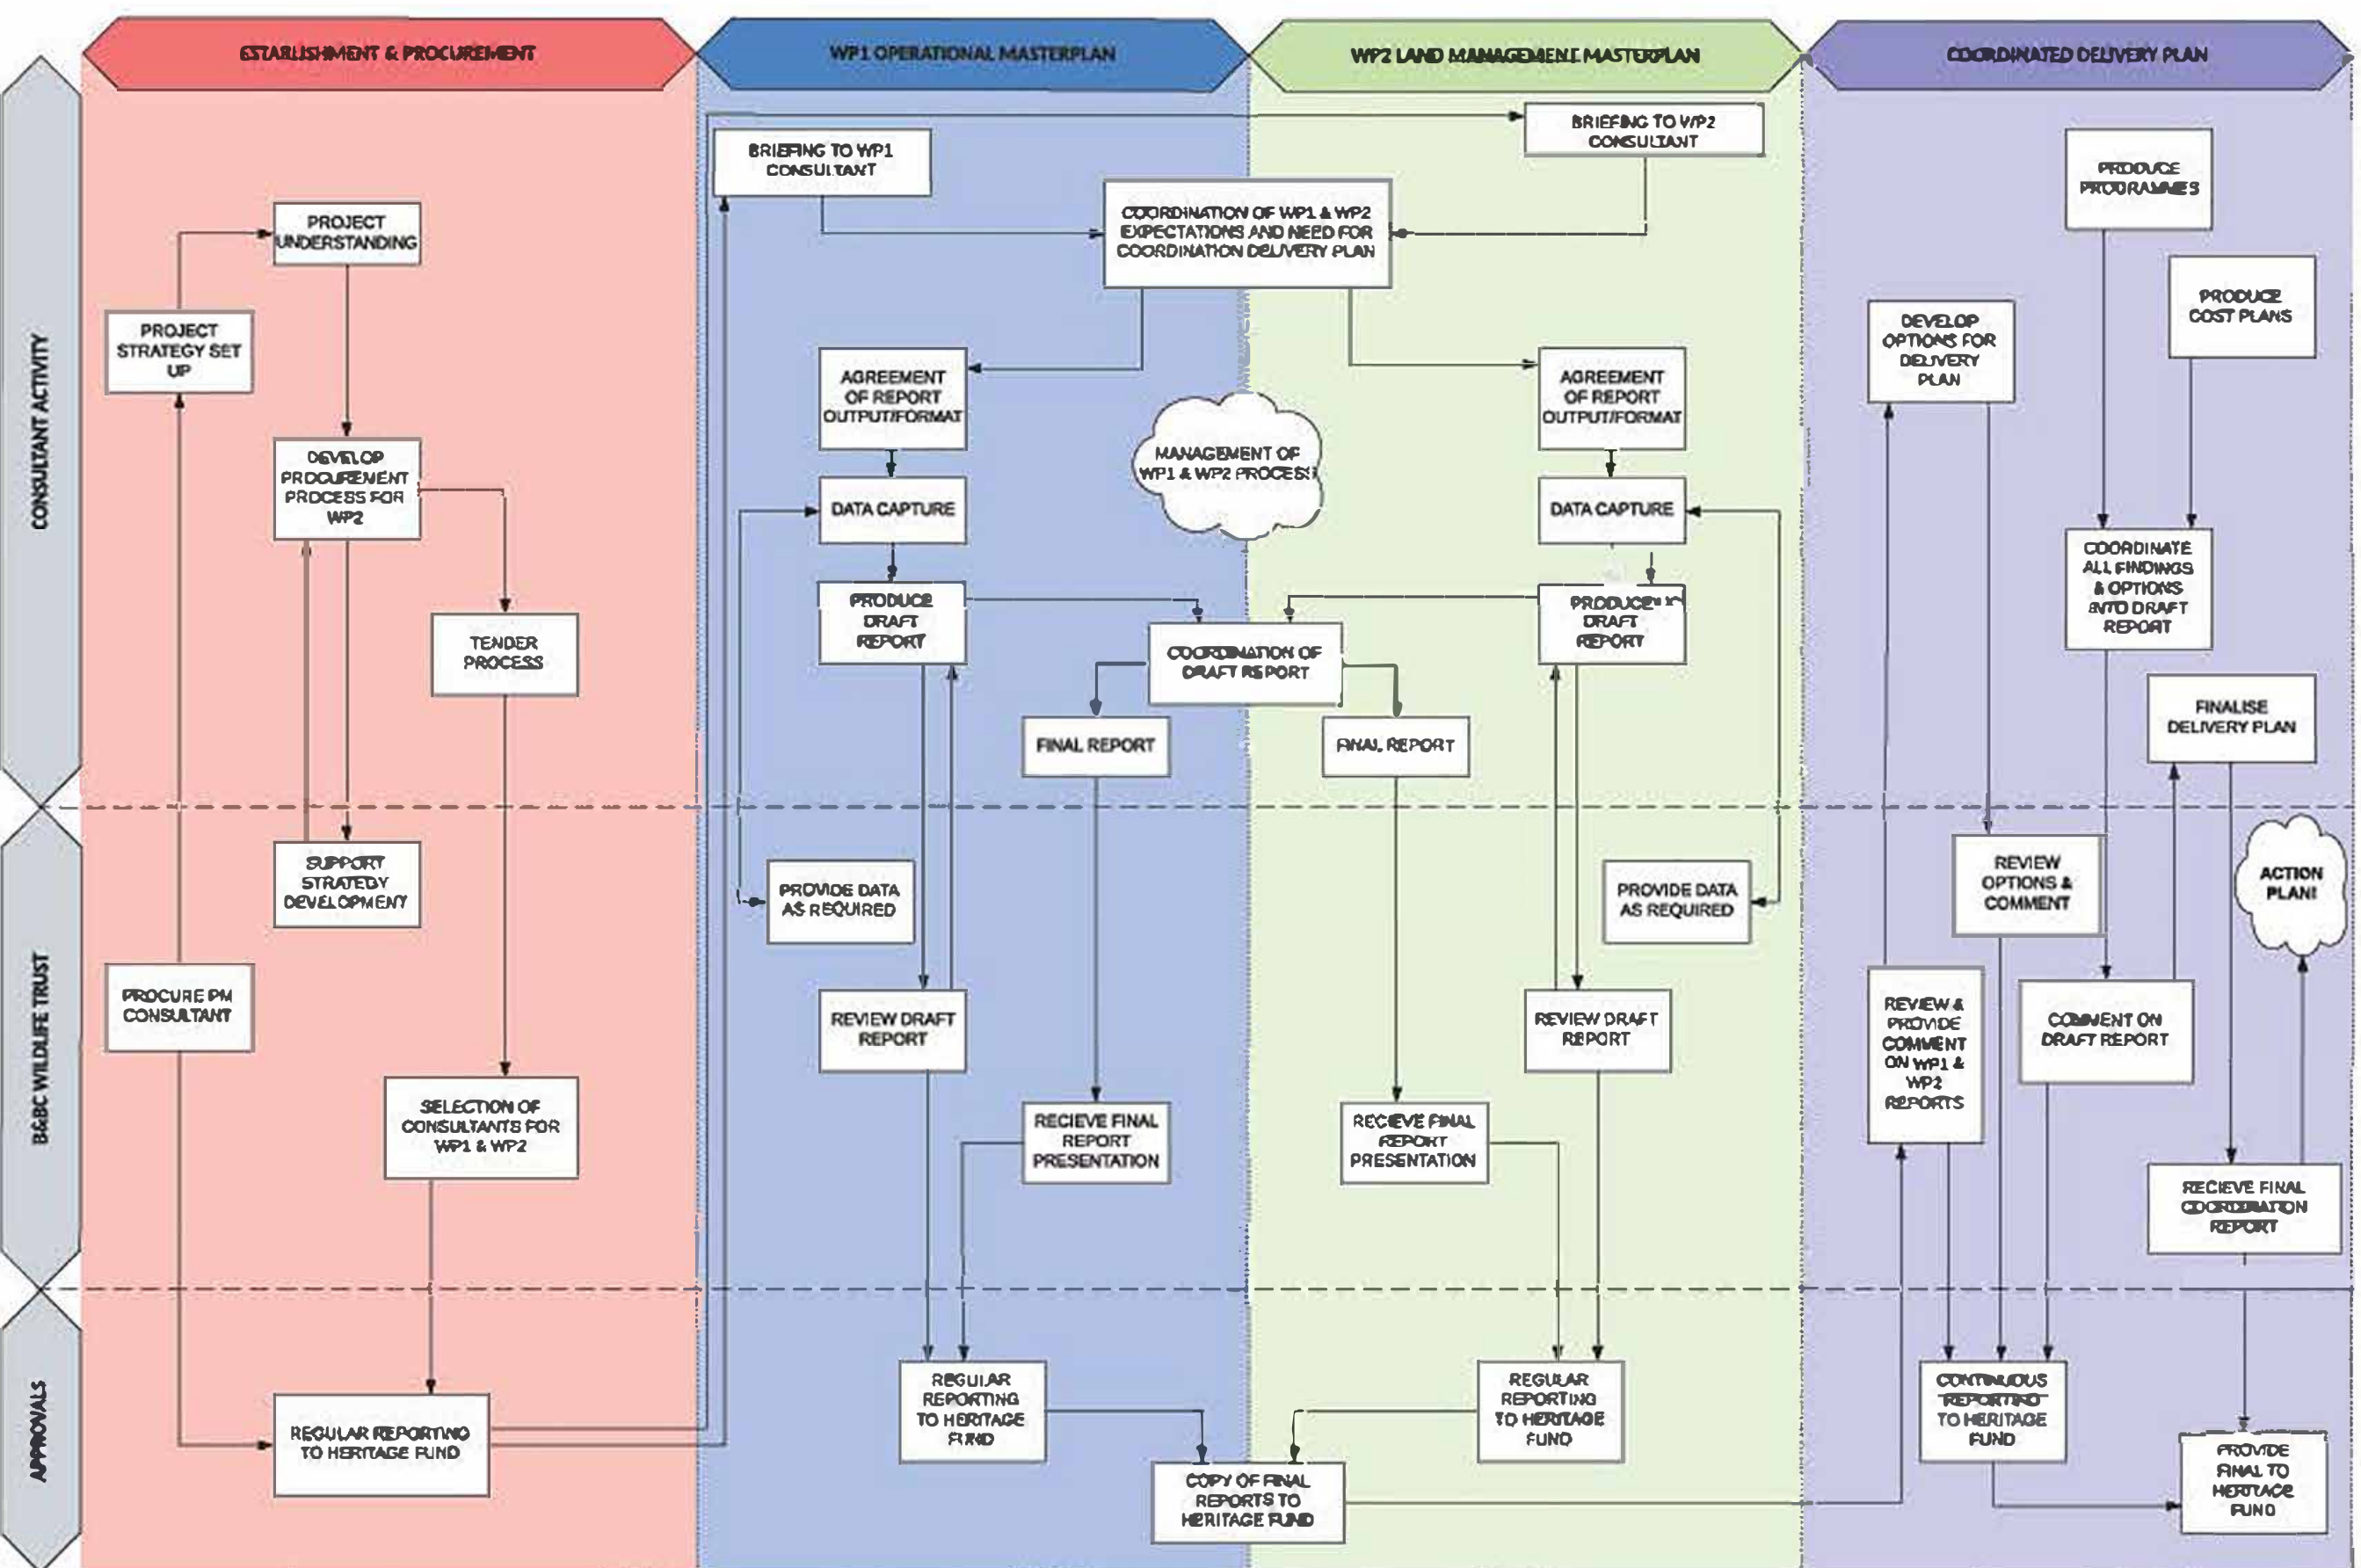 ESTABLISHMENT & PROCUREMENT
WP1 OPERATIONAL MASTERPLAN
WP2 LAND MANAGEMENT MASTERPLAN
COORDINATED DELIVERY PLAN
CONSULTANT ACTIVITY
B&BC WILDLIFE TRUST
APPROVALS
PROJECT
UNDERSTANDING
PROJECT
STRATEGY SET
UP
DEVELOP
PROCUREMENT
PROCESS FOR
WP2
TENDER
PROCESS
SUPPORT
STRATEGY
DEVELOPMENT
PROCURE PM
CONSULTANT
SELECTION OF
CONSULTANTS FOR
WP1 & WP2
REGULAR REPORTING
TO HERITAGE FUND
BRIEFING TO WP1
CONSULTANT
BRIEFING TO WP2
CONSULTANT
COORDINATION OF WP1 & WP2
EXPECTATIONS AND NEED FOR
COORDINATION DELIVERY PLAN
AGREEMENT
OF REPORT
OUTPUT/FORMAT
DATA CAPTURE
PRODUCE
DRAFT
REPORT
MANAGEMENT OF
WP1 & WP2 PROCESS
AGREEMENT
OF REPORT
OUTPUT/FORMAT
DATA CAPTURE
PRODUCE
DRAFT
REPORT
COORDINATION OF
DRAFT REPORT
FINAL REPORT
FINAL REPORT
PROVIDE DATA
AS REQUIRED
PROVIDE DATA
AS REQUIRED
REVIEW DRAFT
REPORT
REVIEW DRAFT
REPORT
RECIEVE FINAL
REPORT
PRESENTATION
RECIEVE FINAL
REPORT
PRESENTATION
REGULAR
REPORTING
TO HERITAGE
FUND
REGULAR
REPORTING
TO HERITAGE
FUND
COPY OF FINAL
REPORTS TO
HERITAGE FUND
PRODUCE
PROGRAMMES
PRODUCE
COST PLANS
DEVELOP
OPTIONS FOR
DELIVERY
PLAN
COORDINATE
ALL FINDINGS
& OPTIONS
INTO DRAFT
REPORT
FINALISE
DELIVERY PLAN
REVIEW
OPTIONS &
COMMENT
ACTION
PLAN!
REVIEW &
PROVIDE
COMMENT
ON WP1 &
WP2
REPORTS
COMMENT ON
DRAFT REPORT
RECIEVE FINAL
COORDINATION
REPORT
CONTINUOUS
REPORTING
TO HERITAGE
FUND
PROVIDE
FINAL TO
HERITAGE
FUND